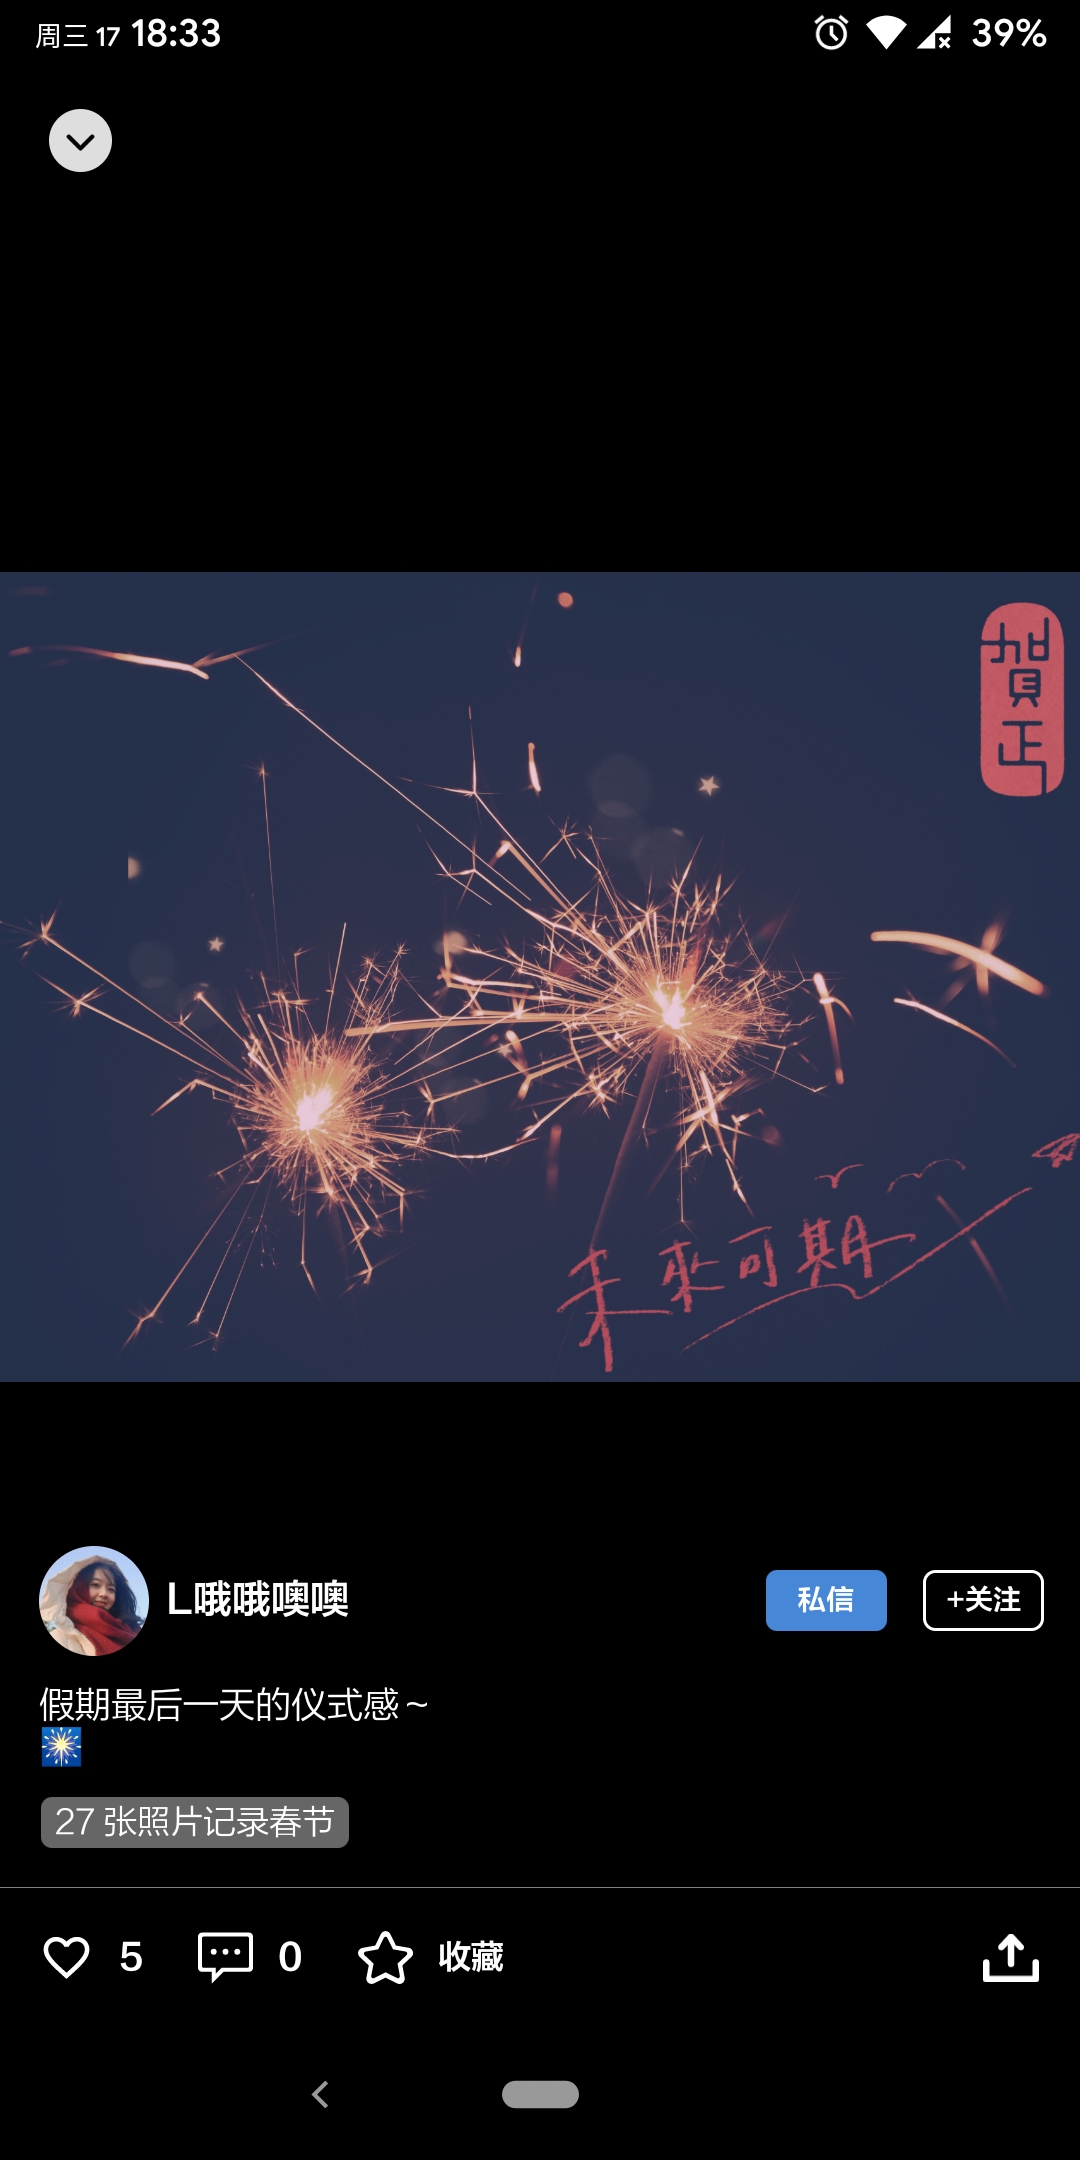 周三 17 18:33
39%
賀正
未來可期
L哦哦噢噢
私信
+关注
假期最后一天的仪式感～
27 张照片记录春节
5
0
收藏